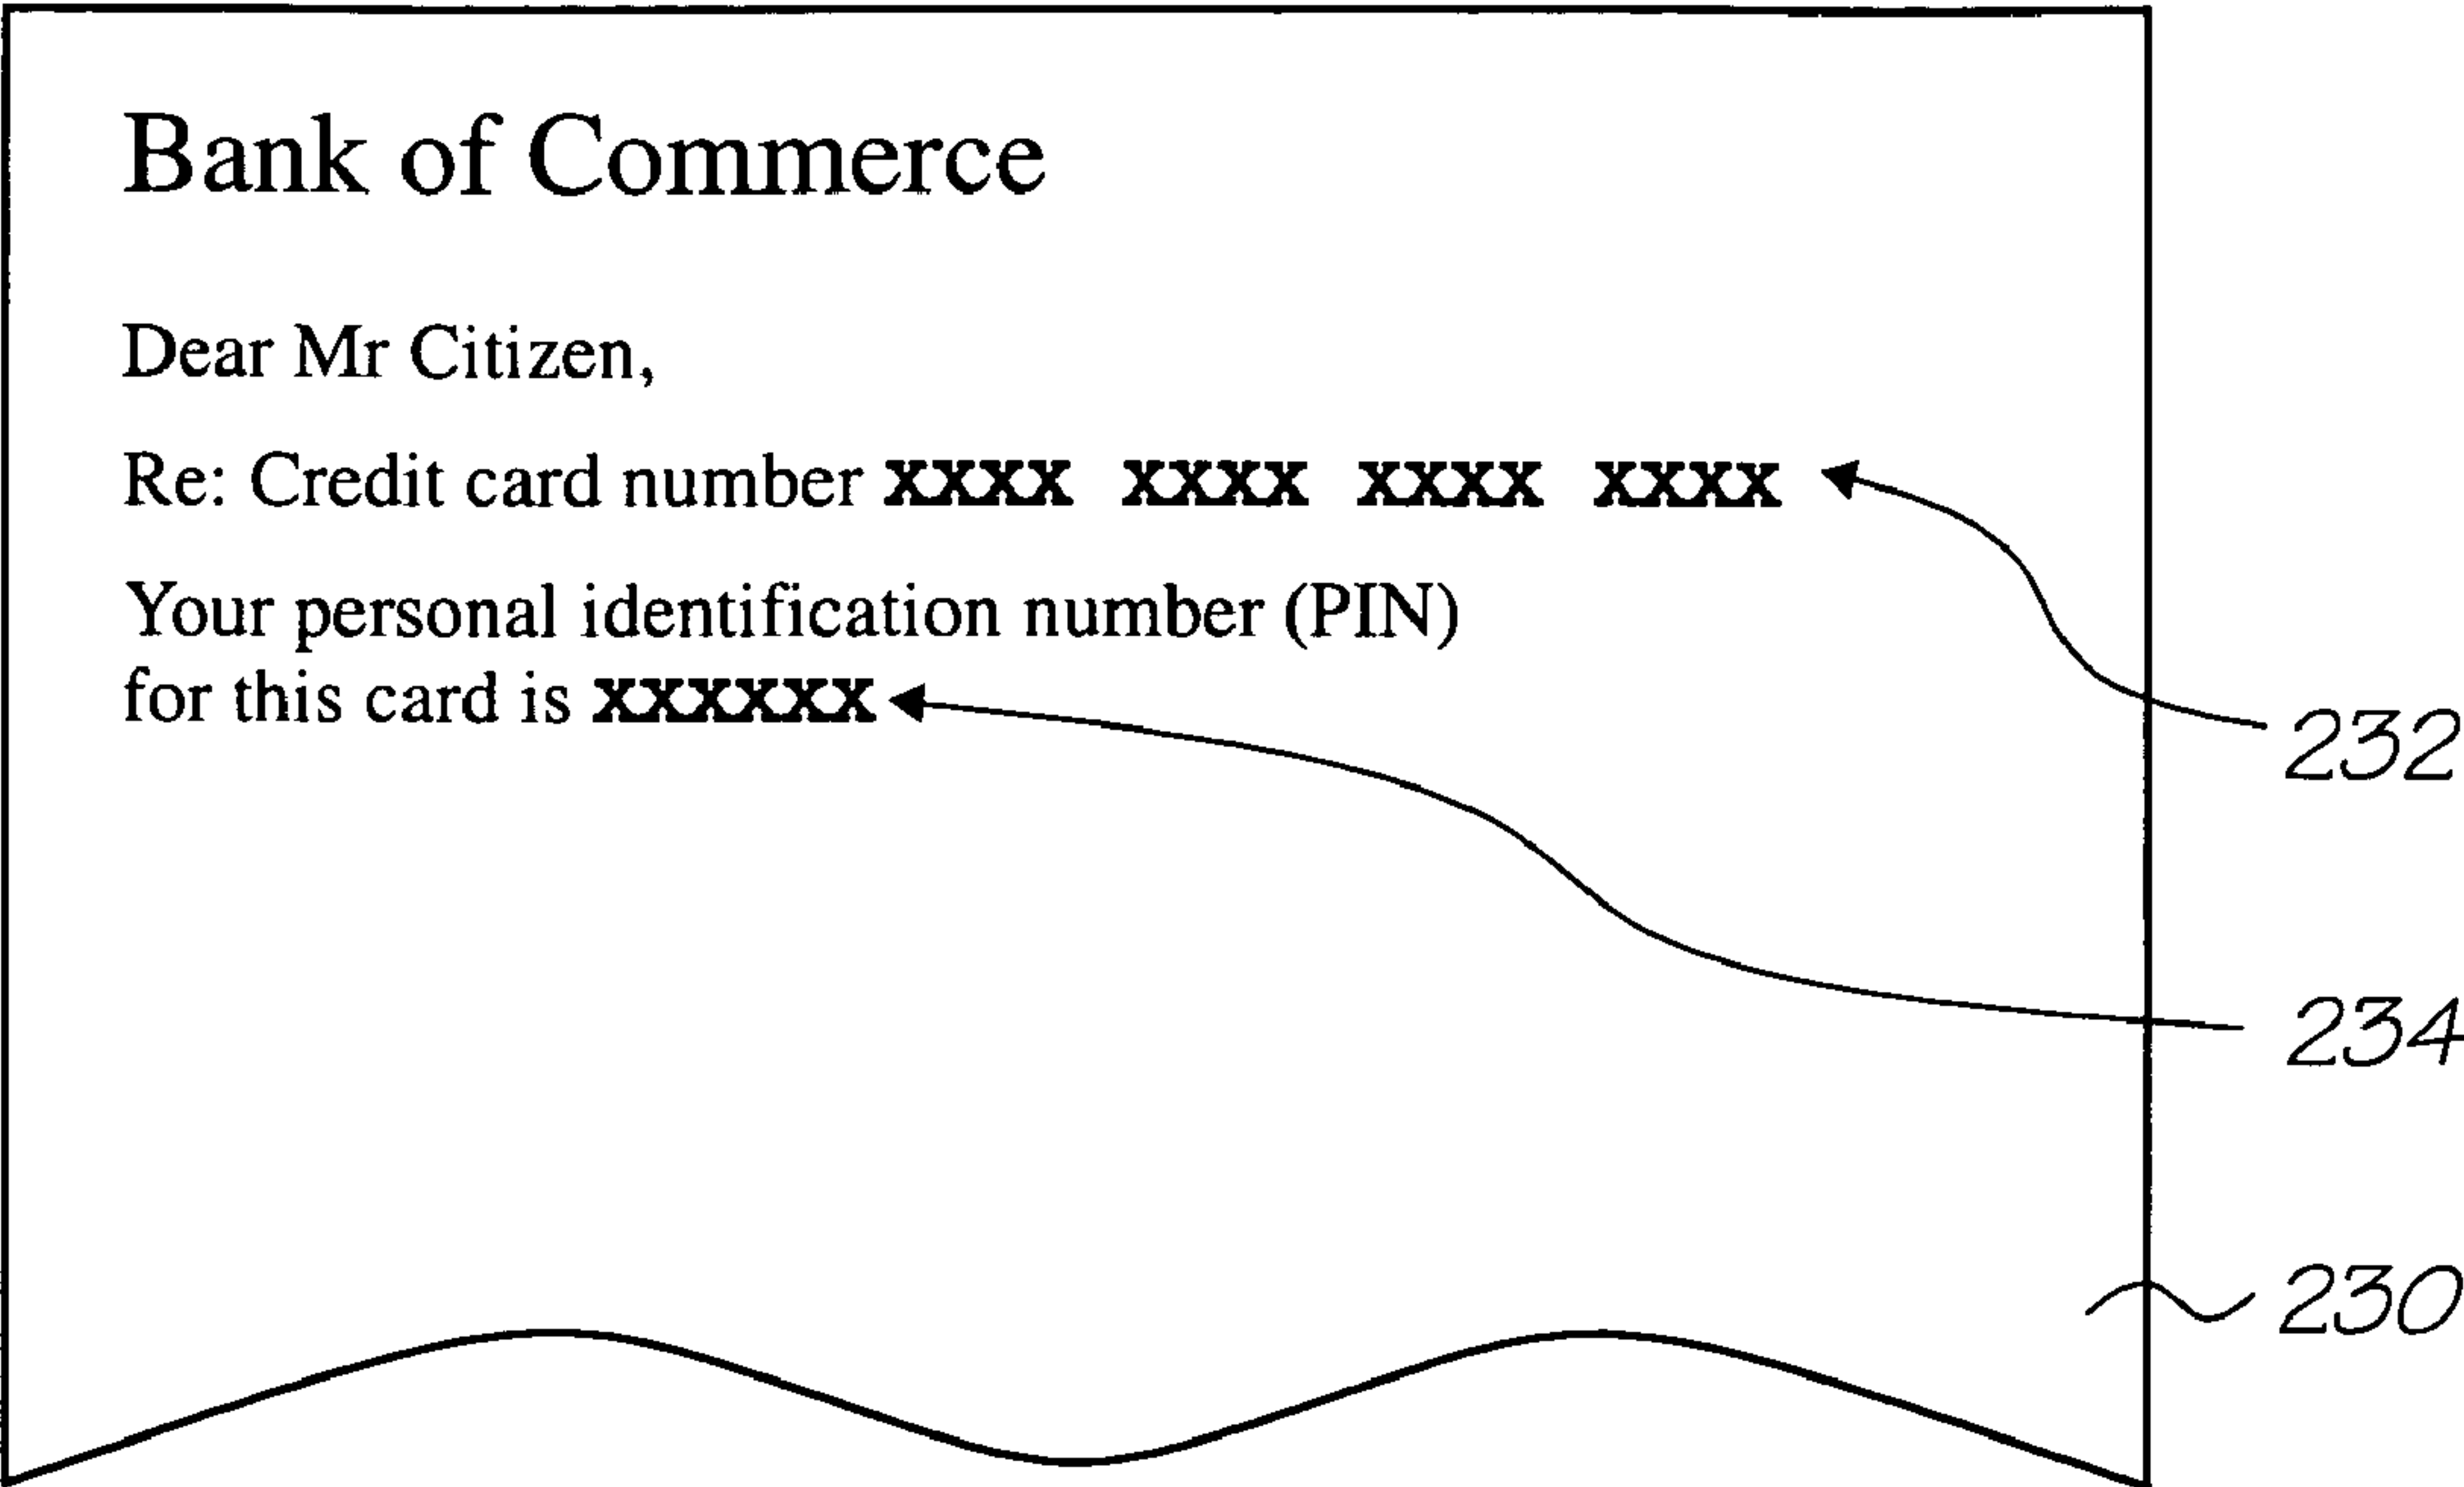 Bank of Commerce
Dear Mr Citizen,
Re: Credit card number xxxx xxxx xxxx xxxx
Your personal identification number (PIN)
for this card is xxxxxx
232
234
230